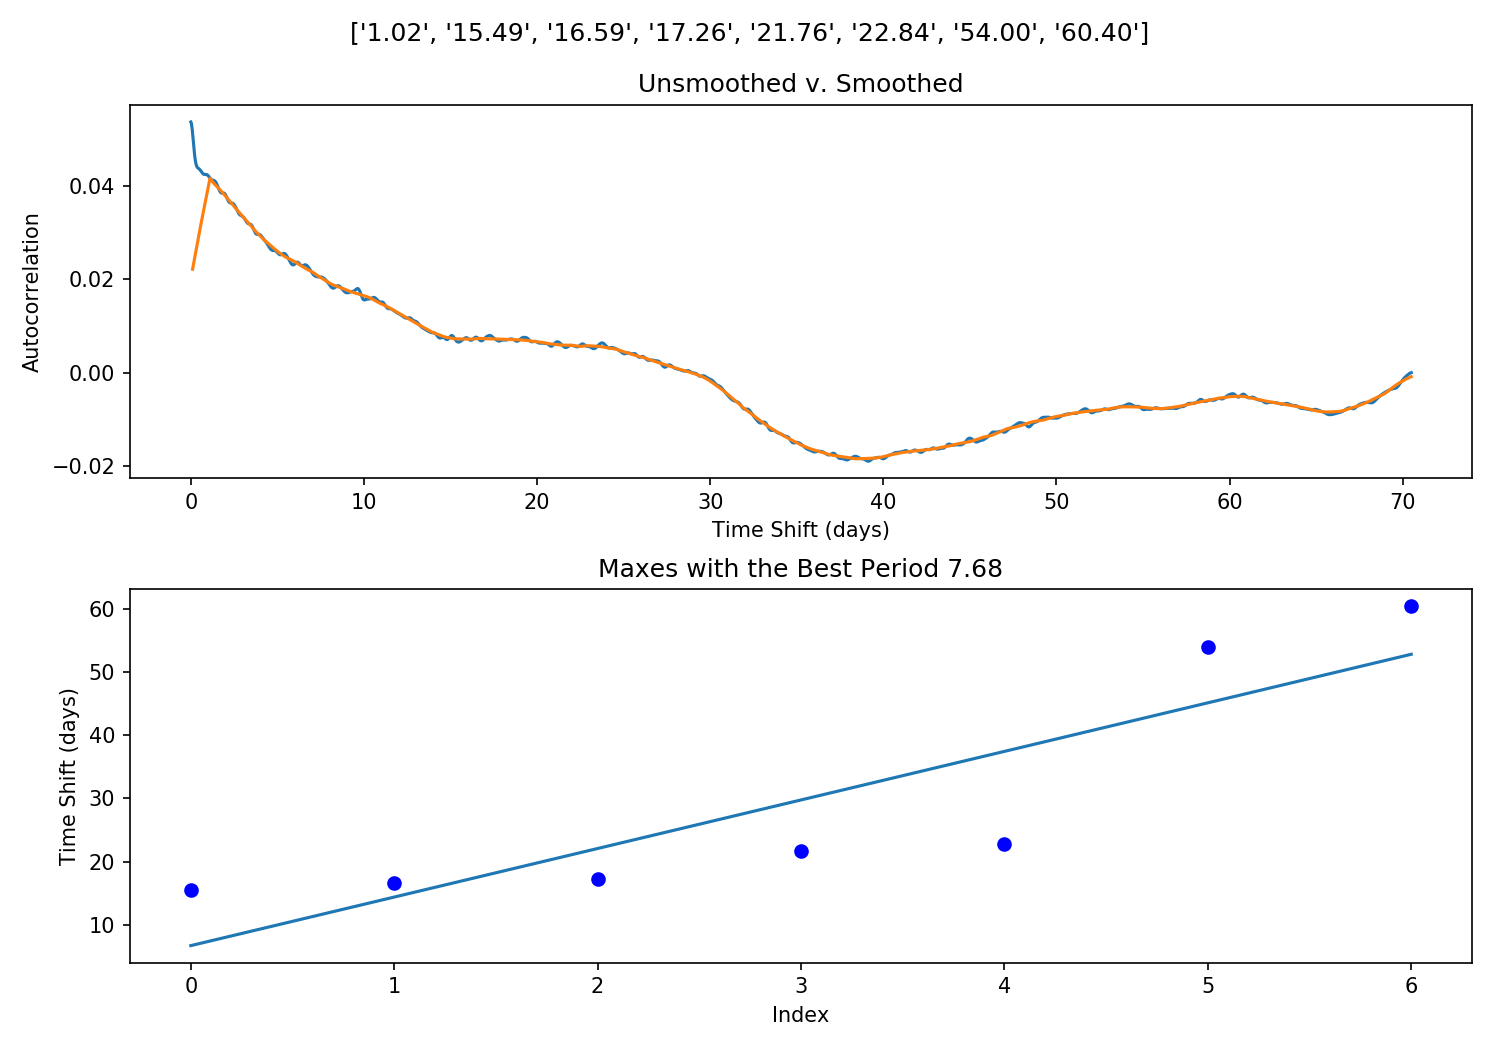 ['1.02', '15.49', '16.59', '17.26', '21.76', '22.84', '54.00', '60.40']
Unsmoothed v. Smoothed
Autocorrelation
0.04
0.02
0.00
−0.02
0 10 20 30 40 50 60 70
Time Shift (days)
Maxes with the Best Period 7.68
Time Shift (days)
60
50
40
30
20
10
0 1 2 3 4 5 6
Index